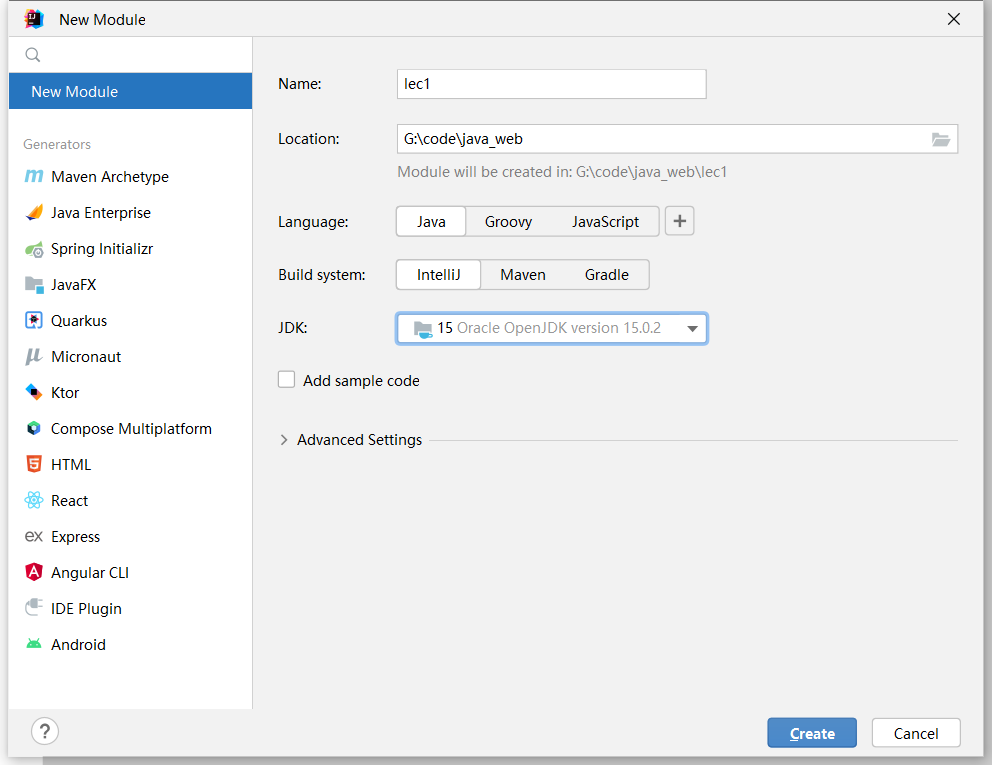 New Module
New Module
Generators
Maven Archetype
Java Enterprise
Spring Initializr
JavaFX
Quarkus
Micronaut
Ktor
Compose Multiplatform
HTML
React
ex Express
Angular CLI
IDE Plugin
Android
Name: lec1
Location: G:\code\java_web
Module will be created in: G:\code\java_web\lec1
Language: Java Groovy JavaScript +
Build system: IntelliJ Maven Gradle
JDK: 15 Oracle OpenJDK version 15.0.2
Add sample code
Advanced Settings
? Create Cancel